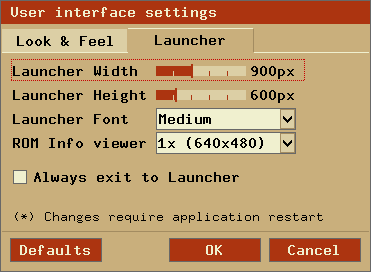 User interface settings
Look & Feel Launcher
Launcher Width 900px
Launcher Height 600px
Launcher Font Medium
ROM Info viewer 1x (640x480)
Always exit to Launcher
(*) Changes require application restart
Defaults OK Cancel